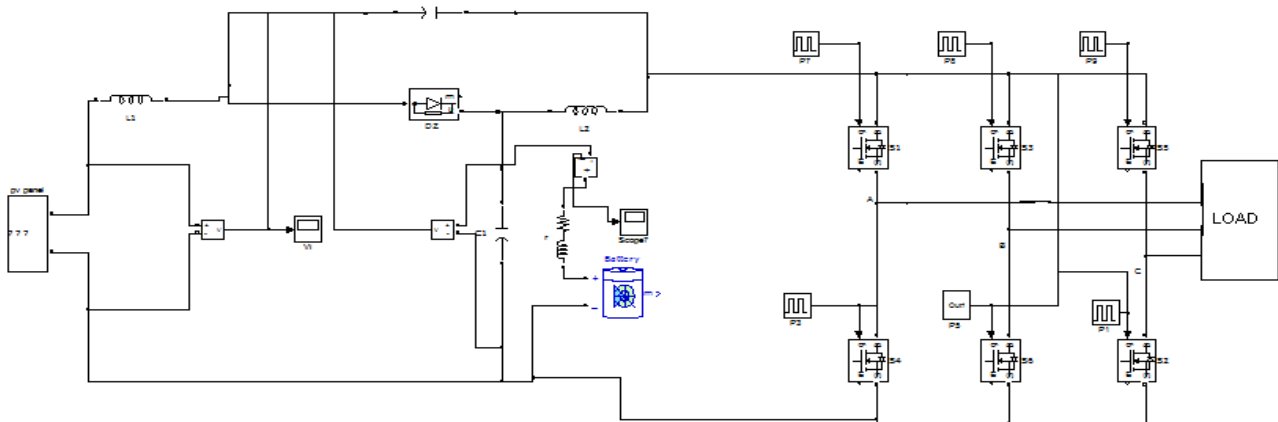 P7
P8
P9
L1
m
DZ
L2
S1
S3
S5
pv panel
A
LOAD
???
+
-
v
V1
v
+
-
C1
r
Scope7
B
Battery
C
+
m >
-
P2
Out1
P5
P1
S4
S6
S2